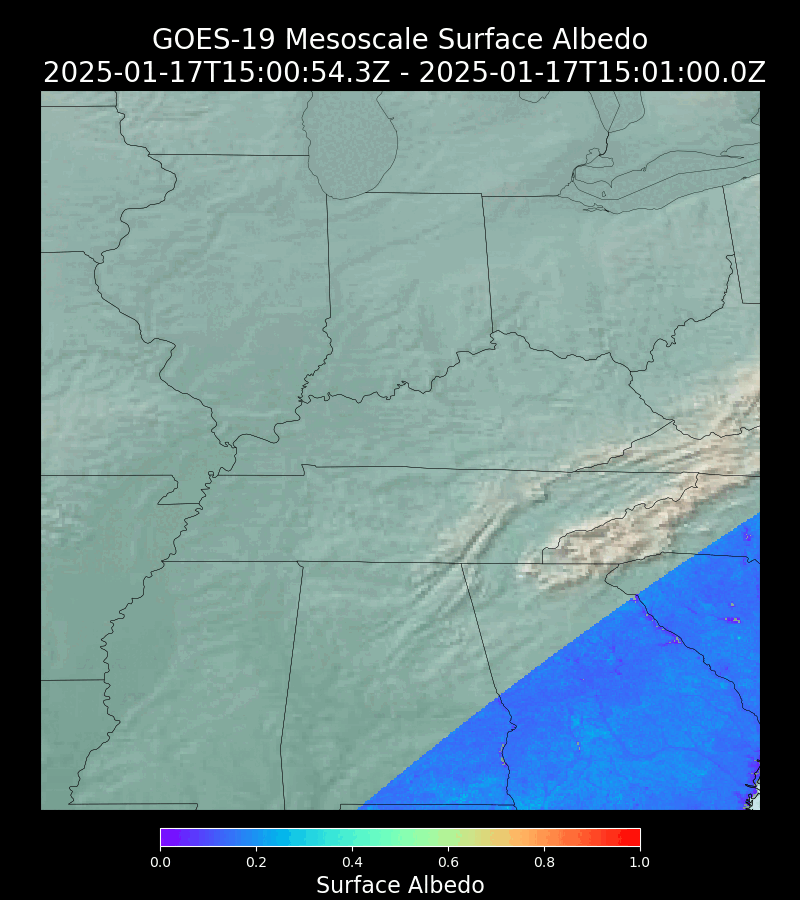 GOES-19 Mesoscale Surface Albedo
2025-01-17T15:00:54.3Z - 2025-01-17T15:01:00.0Z
0.0 0.2 0.4 0.6 0.8 1.0
Surface Albedo